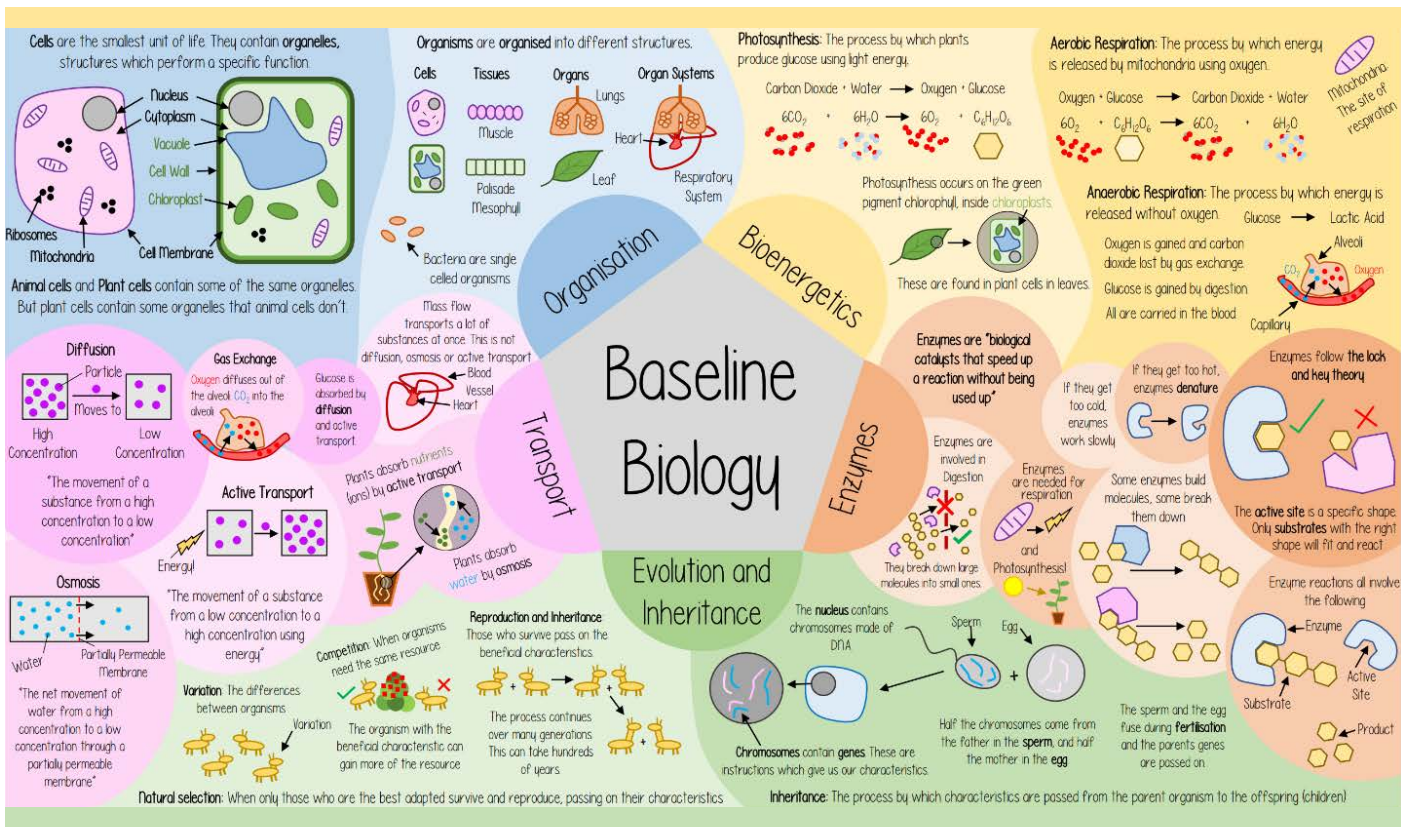 Cells are the smallest unit of life. They contain organelles,
structures which perform a specific function.
Nucleus
Cytoplasm
Vacuole
Cell Wall
Chloroplast
Ribosomes
Mitochondria
Cell Membrane
Animal cells and Plant cells contain some of the same organelles.
But plant cells contain some organelles that animal cells don't.
Organisms are organised into different structures.
Cells
Tissues
Organs
Organ Systems
Muscle
Lungs
Heart
Palisade
Mesophyll
Leaf
Respiratory
System
Bacteria are single
celled organisms
Organisation
Photosynthesis: The process by which plants
produce glucose using light energy.
Carbon Dioxide + Water → Oxygen + Glucose
6CO₂ + 6H₂O → 6O₂ + C₆H₁₂O₆
Photosynthesis occurs on the green
pigment chlorophyll, inside chloroplasts.
These are found in plant cells in leaves.
Bioenergetics
Aerobic Respiration: The process by which energy
is released by mitochondria using oxygen.
Oxygen + Glucose → Carbon Dioxide + Water
6O₂ + C₆H₁₂O₆ → 6CO₂ + 6H₂O
Mitochondria
The site of
respiration
Anaerobic Respiration: The process by which energy is
released without oxygen.
Glucose → Lactic Acid
Oxygen is gained and carbon
dioxide lost by gas exchange
Glucose is gained by digestion
All are carried in the blood
Alveoli
CO₂
Oxygen
Capillary
Baseline
Biology
Transport
Mass flow
transports a lot of
substances at once. This is not
diffusion, osmosis or active transport
Blood
Vessel
Heart
Diffusion
Particle
Moves to
High
Concentration
Low
Concentration
"The movement of a
substance from a high
concentration to a low
concentration"
Gas Exchange
Oxygen diffuses out of
the alveoli CO₂ into the
alveoli
Glucose is
absorbed by
diffusion
and active
transport
Active Transport
Energy!
"The movement of a substance
from a low concentration to a
high concentration using
energy"
Plants absorb nutrients
(ions) by active transport
Plants absorb
water by osmosis
Osmosis
Water
Partially Permeable
Membrane
"The net movement of
water from a high
concentration to a low
concentration through a
partially permeable
membrane"
Enzymes
Enzymes are "biological
catalysts that speed up
a reaction without being
used up"
If they get
too cold,
enzymes
work slowly
If they get too hot,
enzymes denature
Enzymes follow the lock
and key theory
The active site is a specific shape.
Only substrates with the right
shape will fit and react
Enzymes are
involved in
Digestion
They break down large
molecules into small ones.
Enzymes
are needed for
respiration
and
Photosynthesis!
Some enzymes build
molecules, some break
them down
Enzyme reactions all involve
the following
Enzyme
Active
Site
Substrate
Product
Evolution and
Inheritance
Variation: The differences
between organisms
Variation
Competition: When organisms
need the same resource
The organism with the
beneficial characteristic can
gain more of the resource
Reproduction and Inheritance:
Those who survive pass on the
beneficial characteristics.
The process continues
over many generations
This can take hundreds
of years.
Natural selection: When only those who are the best adapted survive and reproduce, passing on their characteristics
The nucleus contains
chromosomes made of
DNA
Chromosomes contain genes. These are
instructions which give us our characteristics.
Sperm
Egg
Half the chromosomes come from
the father in the sperm, and half
the mother in the egg
The sperm and the egg
fuse during fertilisation
and the parents genes
are passed on
Inheritance: The process by which characteristics are passed from the parent organism to the offspring (children)